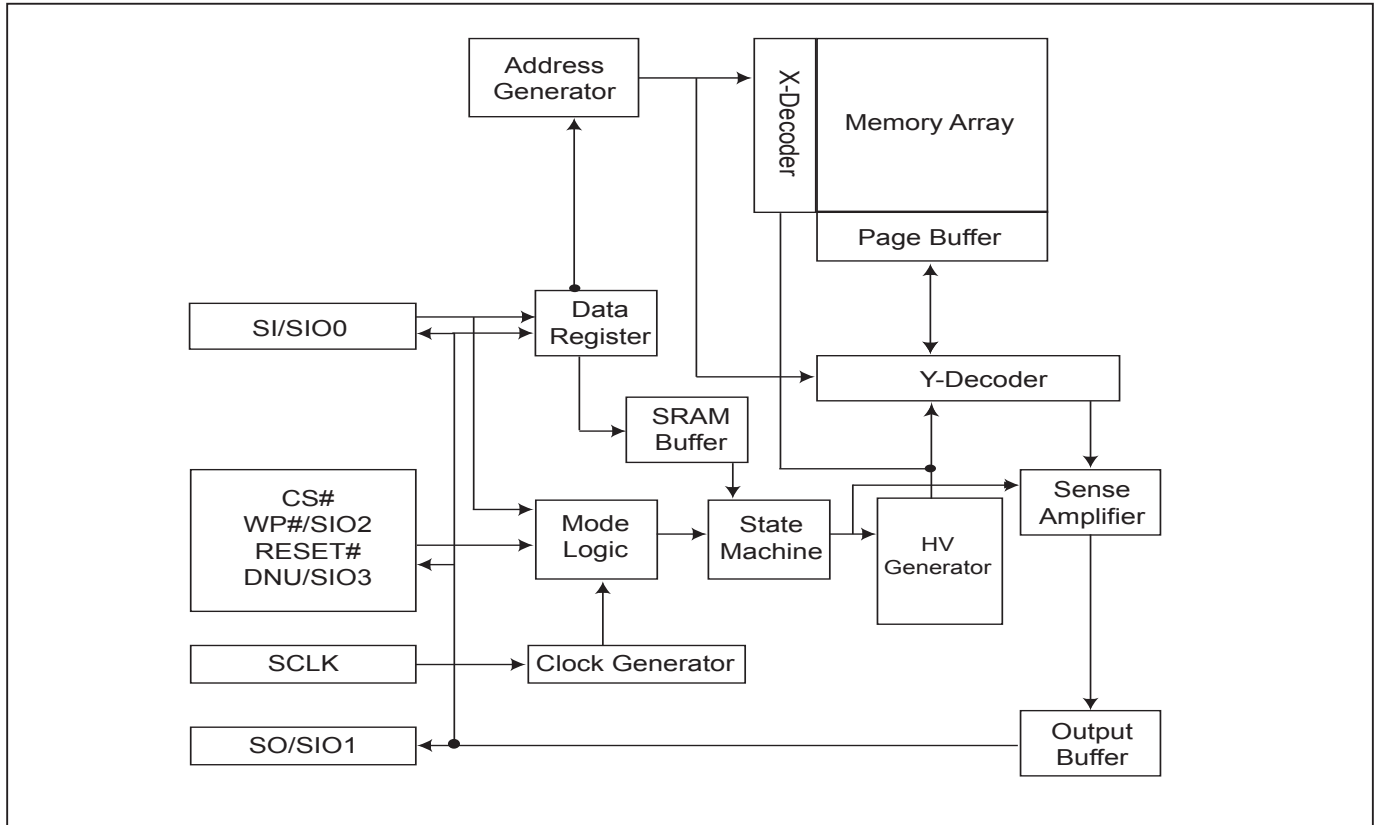 Address
Generator
X-Decoder
Memory Array
Page Buffer
SI/SIO0
Data
Register
Y-Decoder
SRAM
Buffer
CS#
WP#/SIO2
RESET#
DNU/SIO3
Mode
Logic
State
Machine
HV
Generator
Sense
Amplifier
SCLK
Clock Generator
SO/SIO1
Output
Buffer